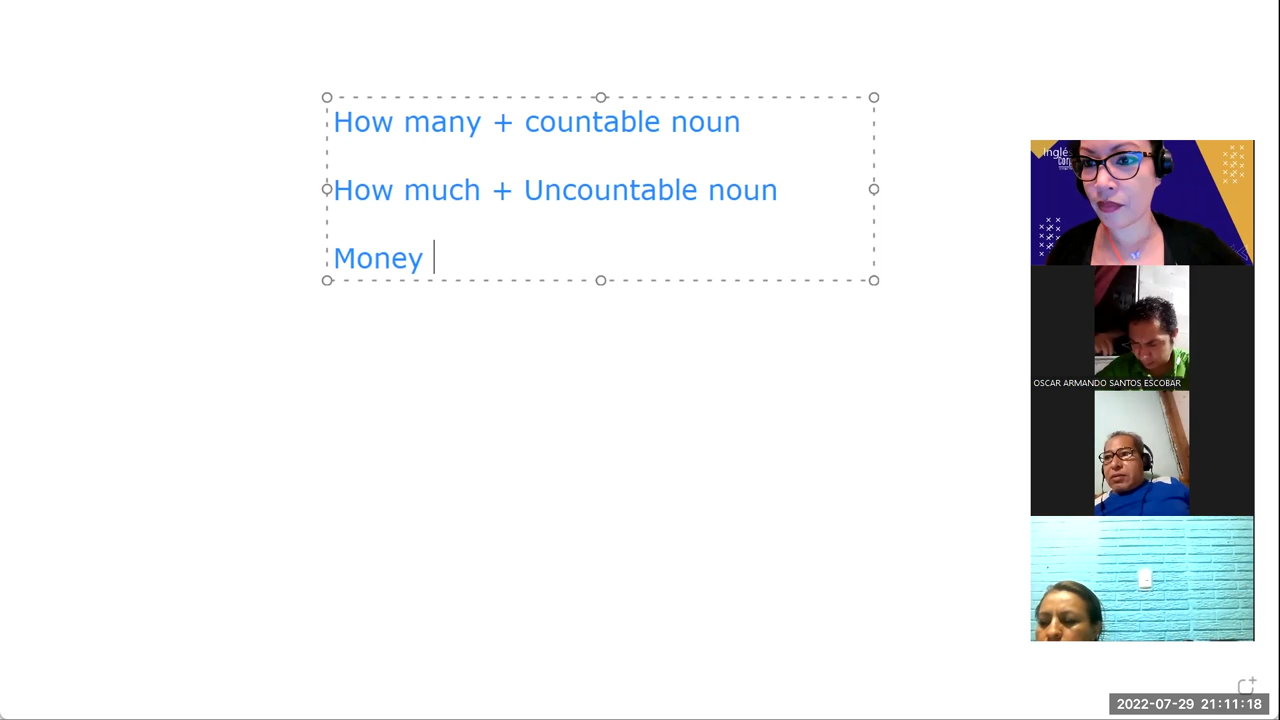 How many + countable noun
How much + Uncountable noun
Money
Inglés
OSCAR ARMANDO SANTOS ESCOBAR
2022-07-29 21:11:18